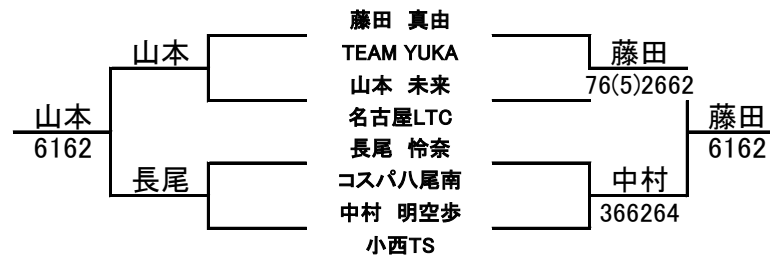 藤田　真由
山本 TEAM YUKA 藤田
山本　未来 76(5)2662
山本 名古屋LTC 藤田
6162 長尾　怜奈 6162
長尾 コスパ八尾南 中村
中村　明空歩 366264
小西TS